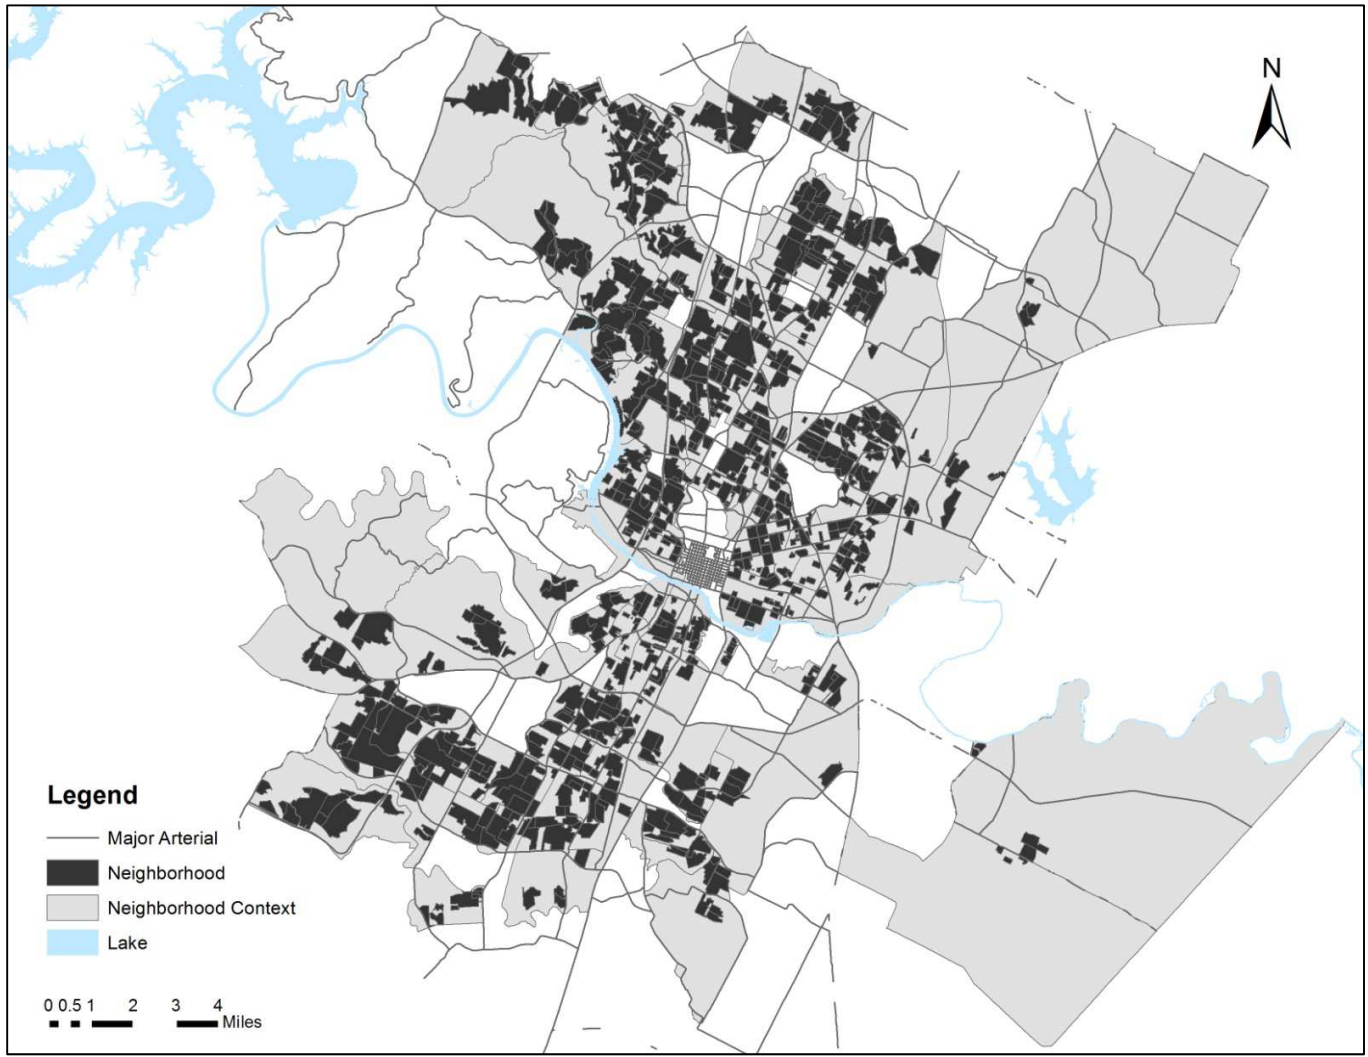 N
Legend
Major Arterial
Neighborhood
Neighborhood Context
Lake
0 0.5 1 2 3 4
Miles